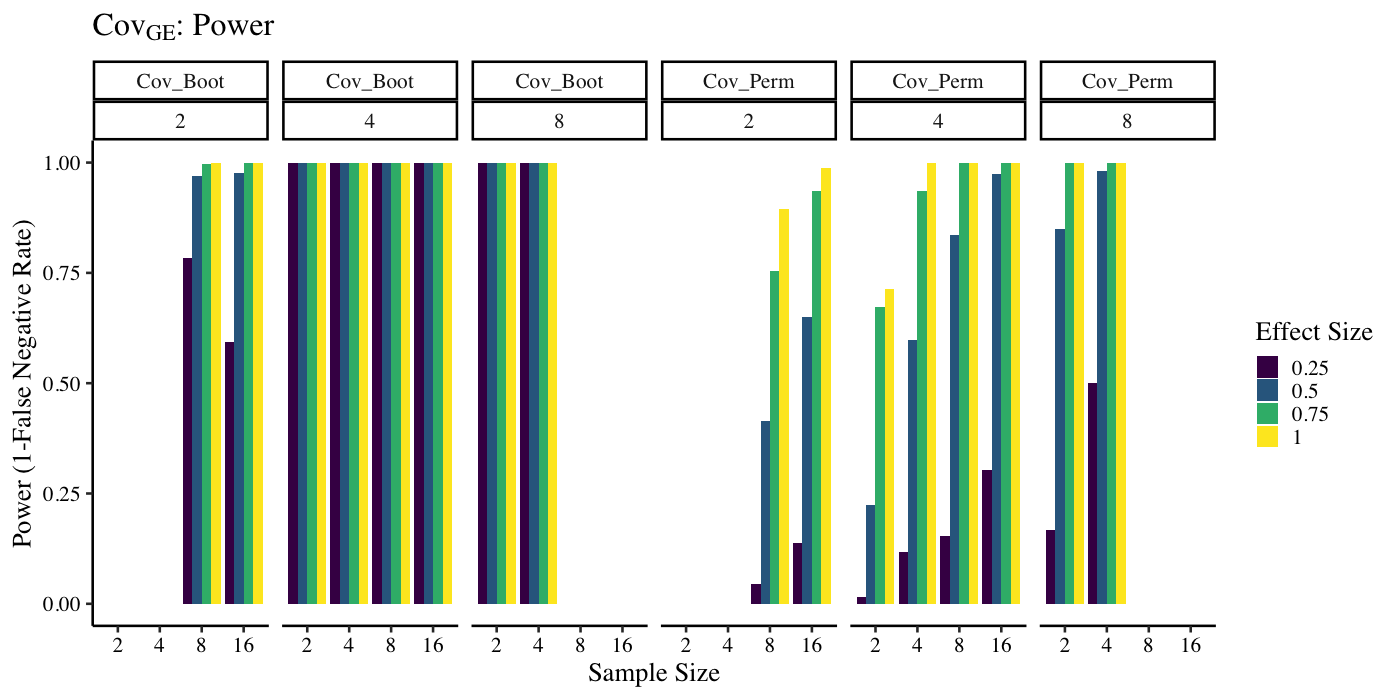 CovGE: Power
Cov_Boot Cov_Boot Cov_Boot Cov_Perm Cov_Perm Cov_Perm
2 4 8 2 4 8
Power (1-False Negative Rate)
1.00
0.75
0.50
0.25
0.00
2 4 8 16 2 4 8 16 2 4 8 16 2 4 8 16 2 4 8 16 2 4 8 16
Sample Size
Effect Size
0.25
0.5
0.75
1